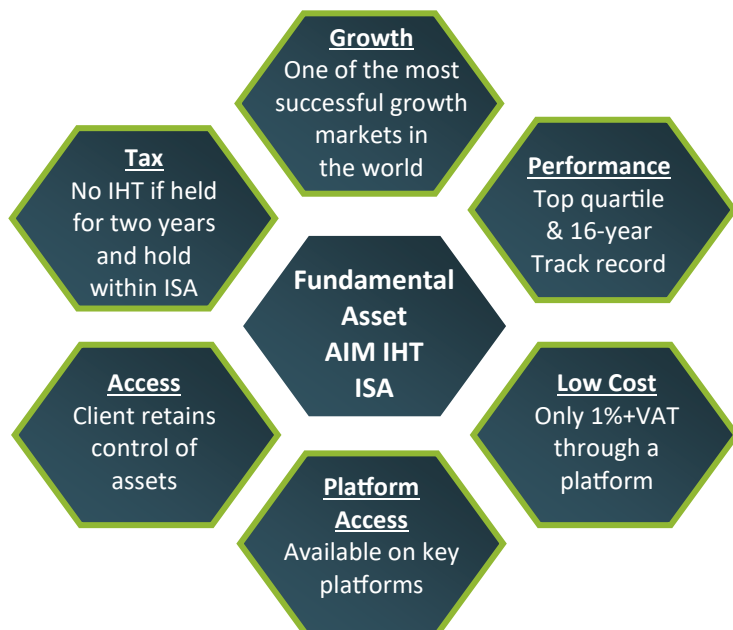 Growth
One of the most
successful growth
markets in
the world
Tax
No IHT if held
for two years
and hold
within ISA
Performance
Top quartile
& 16-year
Track record
Fundamental
Asset
AIM IHT
ISA
Access
Client retains
control of
assets
Low Cost
Only 1%+VAT
through a
platform
Platform
Access
Available on key
platforms